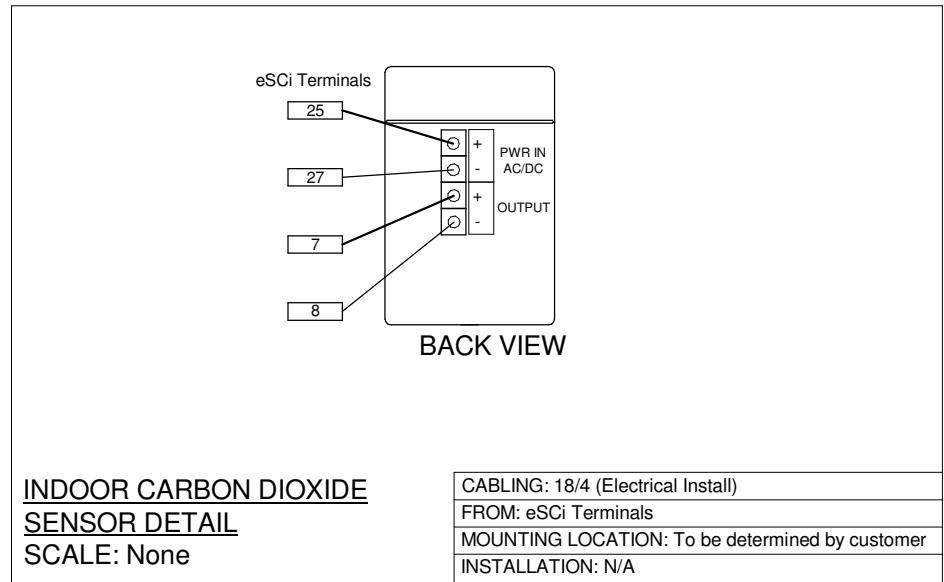 eSCi Terminals
25
+
PWR IN
27
-
AC/DC
+
OUTPUT
7
-
8
BACK VIEW
INDOOR CARBON DIOXIDE
SENSOR DETAIL
SCALE: None
CABLING: 18/4 (Electrical Install)
FROM: eSCi Terminals
MOUNTING LOCATION: To be determined by customer
INSTALLATION: N/A